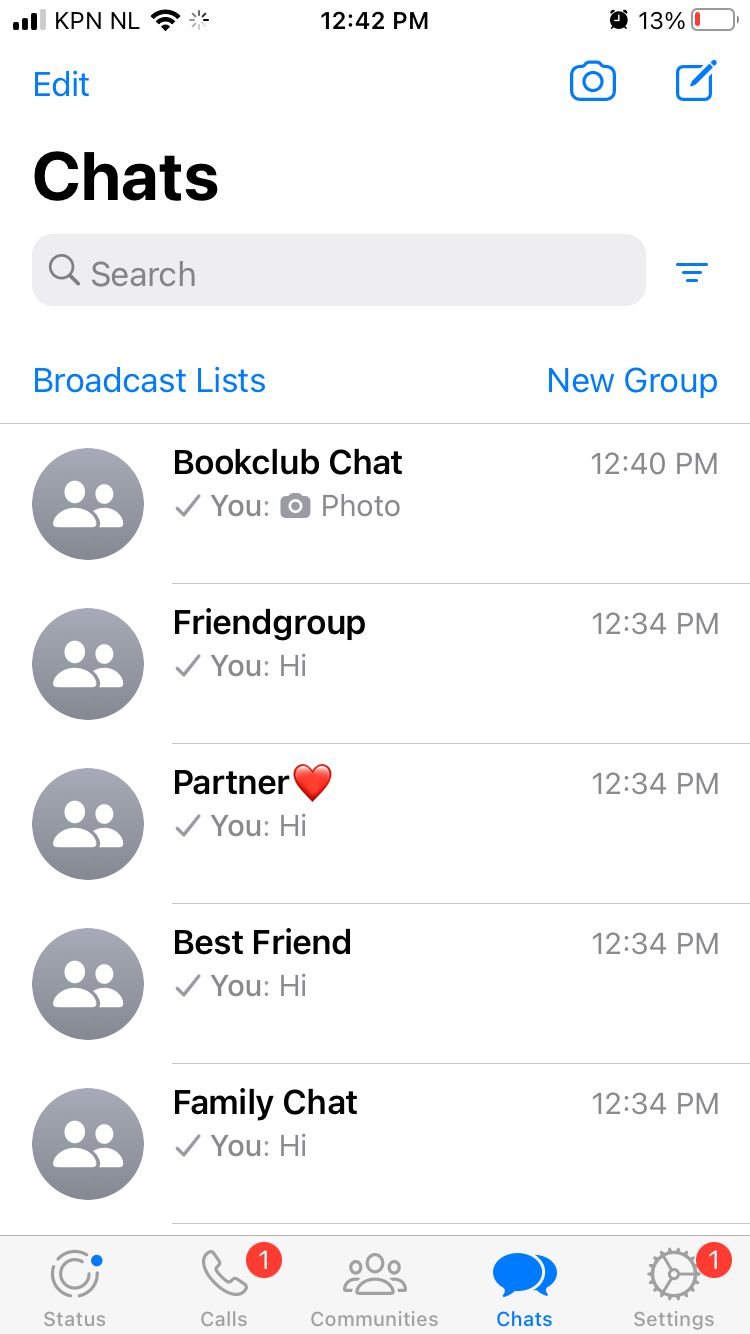 KPN NL 12:42 PM 13%
Edit
Chats
Search
Broadcast Lists New Group
Bookclub Chat 12:40 PM
You: Photo
Friendgroup 12:34 PM
You: Hi
Partner❤️ 12:34 PM
You: Hi
Best Friend 12:34 PM
You: Hi
Family Chat 12:34 PM
You: Hi
1 1
Status Calls Communities Chats Settings